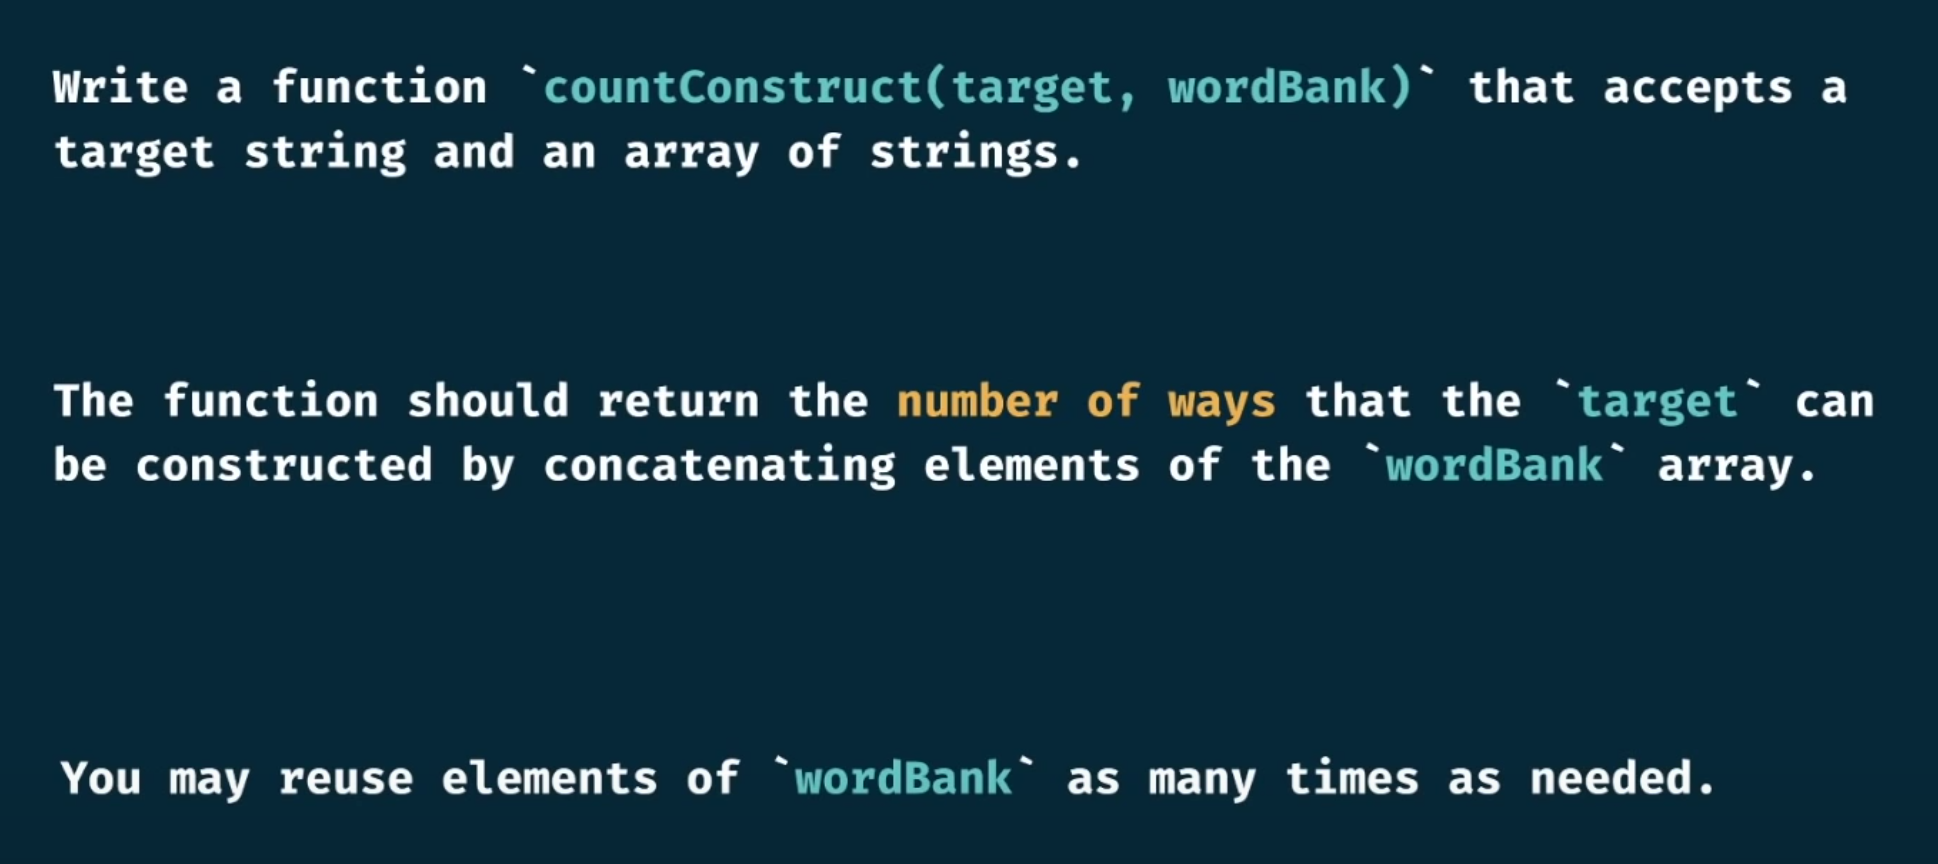 Write a function `countConstruct(target, wordBank)` that accepts a
target string and an array of strings.
The function should return the number of ways that the `target` can
be constructed by concatenating elements of the `wordBank` array.
You may reuse elements of `wordBank` as many times as needed.